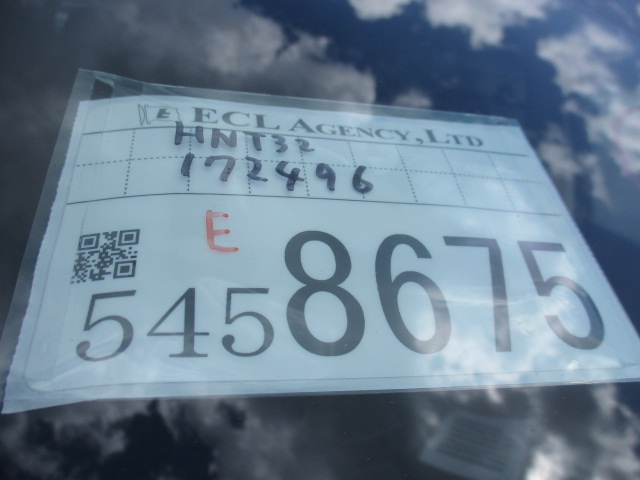 ECL AGENCY, LTD
HNT32
172496
E
5458675